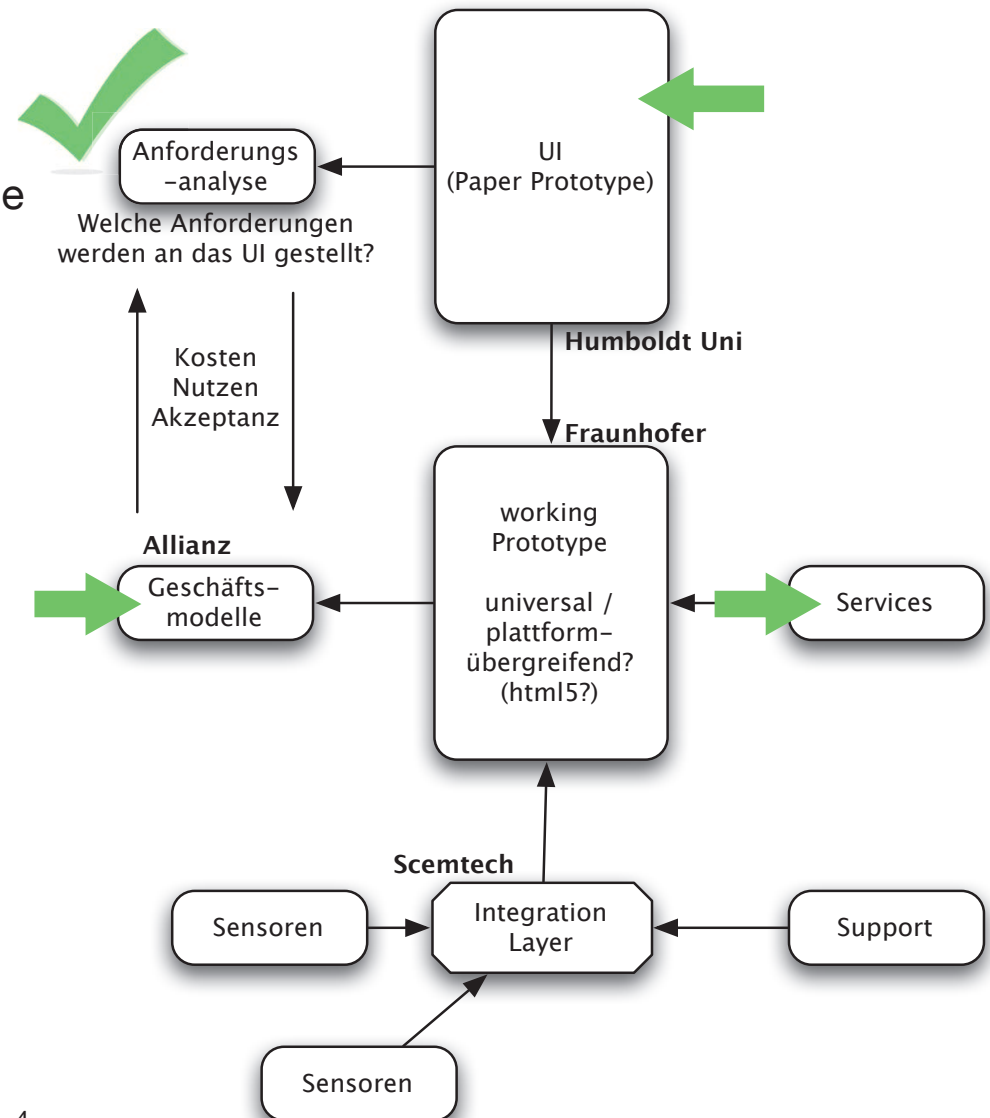 Anforderungs
-analyse
e
Welche Anforderungen
werden an das UI gestellt?
UI
(Paper Prototype)
Humboldt Uni
Kosten
Nutzen
Akzeptanz
Fraunhofer
working
Prototype
universal /
plattform-
übergreifend?
(html5?)
Allianz
Geschäfts-
modelle
Services
Scemtech
Sensoren
Integration
Layer
Support
Sensoren